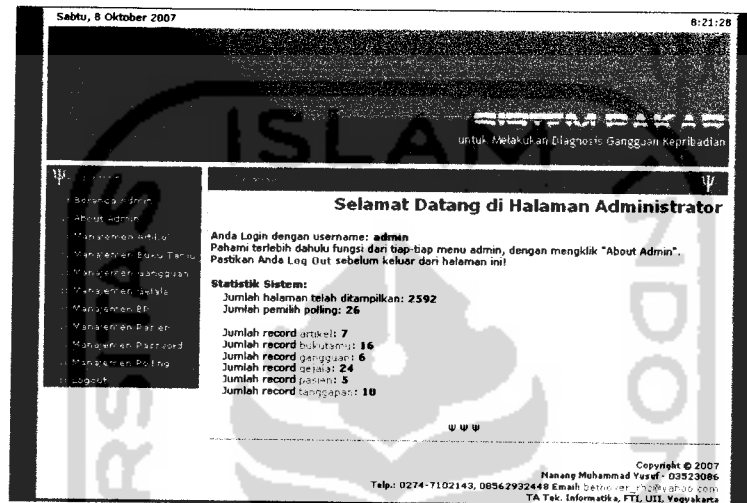 Sabtu, 8 Oktober 2007
8:21:28
SISTEM PAKAR
untuk Melakukan Diagnosis Gangguan Kepribadian
Beranda Admin
About Admin
Manajemen Artikel
Manajemen Buku Tamu
Manajemen Gangguan
Manajemen Gejala
Manajemen BP
Manajemen Pasien
Manajemen Password
Manajemen Polling
Logout
Selamat Datang di Halaman Administrator
Anda Login dengan username: admin
Pahami terlebih dahulu fungsi dari tiap-tiap menu admin, dengan mengklik "About Admin".
Pastikan Anda Log Out sebelum keluar dari halaman ini!
Statistik Sistem:
Jumlah halaman telah ditampilkan: 2592
Jumlah pemilih polling: 26
Jumlah record artikel: 7
Jumlah record bukutamu: 16
Jumlah record gangguan: 6
Jumlah record gejala: 24
Jumlah record pasien: 5
Jumlah record tanggapan: 10
ψ ψ ψ
Copyright © 2007
Nanang Muhammad Yusuf - 03523086
Telp.: 0274-7102143, 08562932448 Email:
TA Tek. Informatika, FTI, UII, Yogyakarta
ISLAM